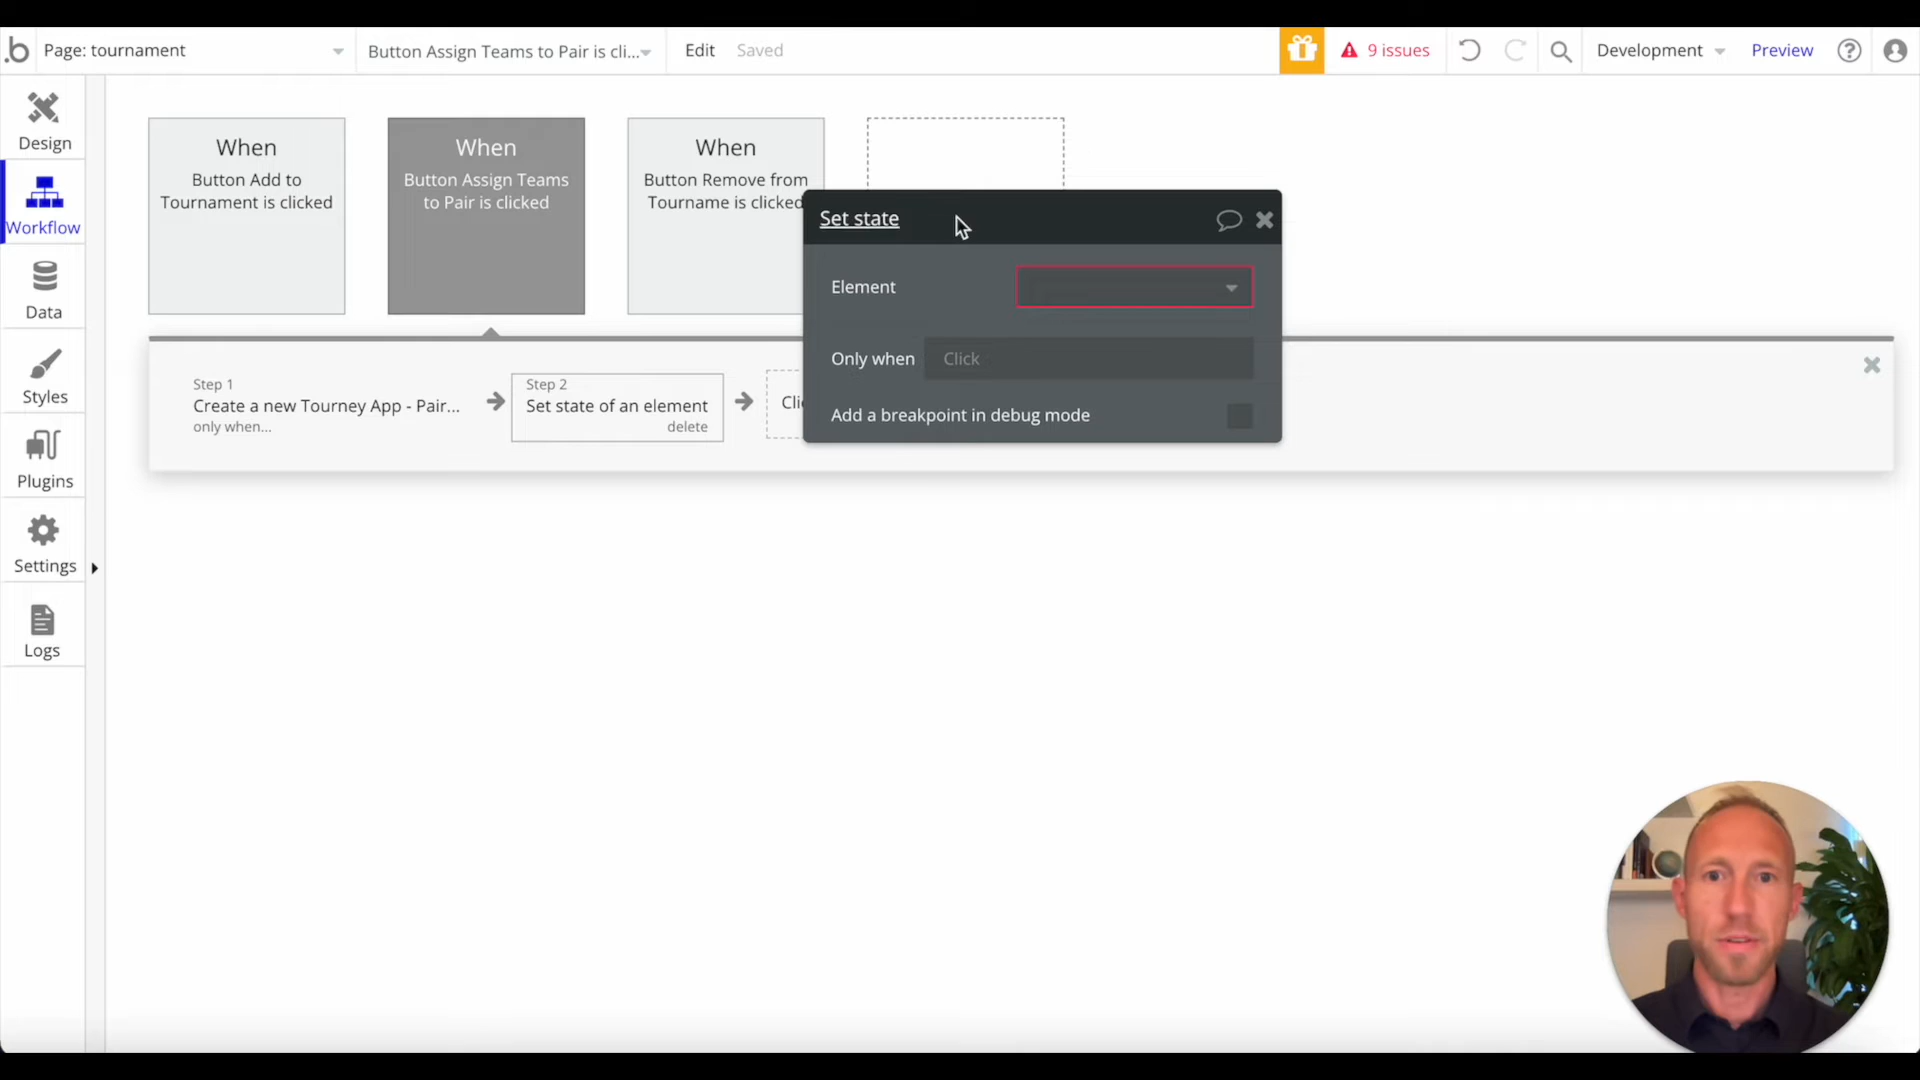 .b Page: tournament
Button Assign Teams to Pair is cli...
Edit
Saved
9 issues
Development
Preview
Design
Workflow
Data
Styles
Plugins
Settings
Logs
When
Button Add to
Tournament is clicked
When
Button Assign Teams
to Pair is clicked
When
Button Remove from
Tourname is clicked
Set state
Element
Only when
Click
Add a breakpoint in debug mode
Step 1
Create a new Tourney App - Pair...
only when...
Step 2
Set state of an element
delete
Clic